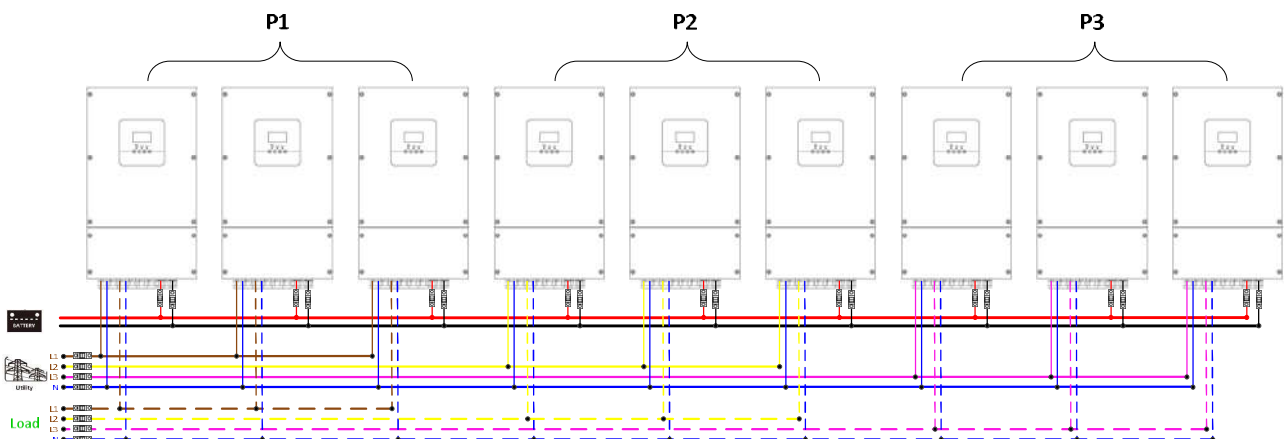 P1 P2 P3
BATTERY
L1
L2
L3
Utility N
L1
Load L2
L3
N